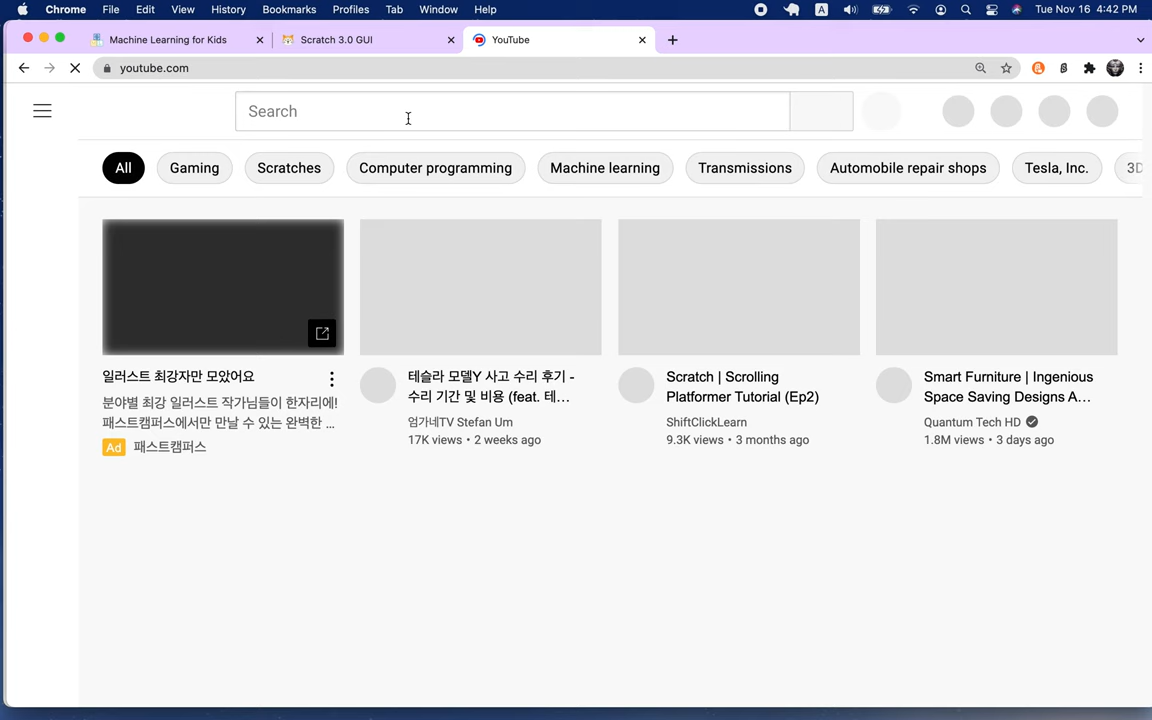 Chrome File Edit View History Bookmarks Profiles Tab Window Help A Tue Nov 16 4:42 PM
Machine Learning for Kids Scratch 3.0 GUI YouTube
youtube.com
Search
All Gaming Scratches Computer programming Machine learning Transmissions Automobile repair shops Tesla, Inc. 3D
일러스트 최강자만 모았어요
분야별 최강 일러스트 작가님들이 한자리에!
패스트캠퍼스에서만 만날 수 있는 완벽한 ...
Ad 패스트캠퍼스
테슬라 모델Y 사고 수리 후기 -
수리 기간 및 비용 (feat. 테...
엄가네TV Stefan Um
17K views • 2 weeks ago
Scratch | Scrolling
Platformer Tutorial (Ep2)
ShiftClickLearn
9.3K views • 3 months ago
Smart Furniture | Ingenious
Space Saving Designs A...
Quantum Tech HD
1.8M views • 3 days ago